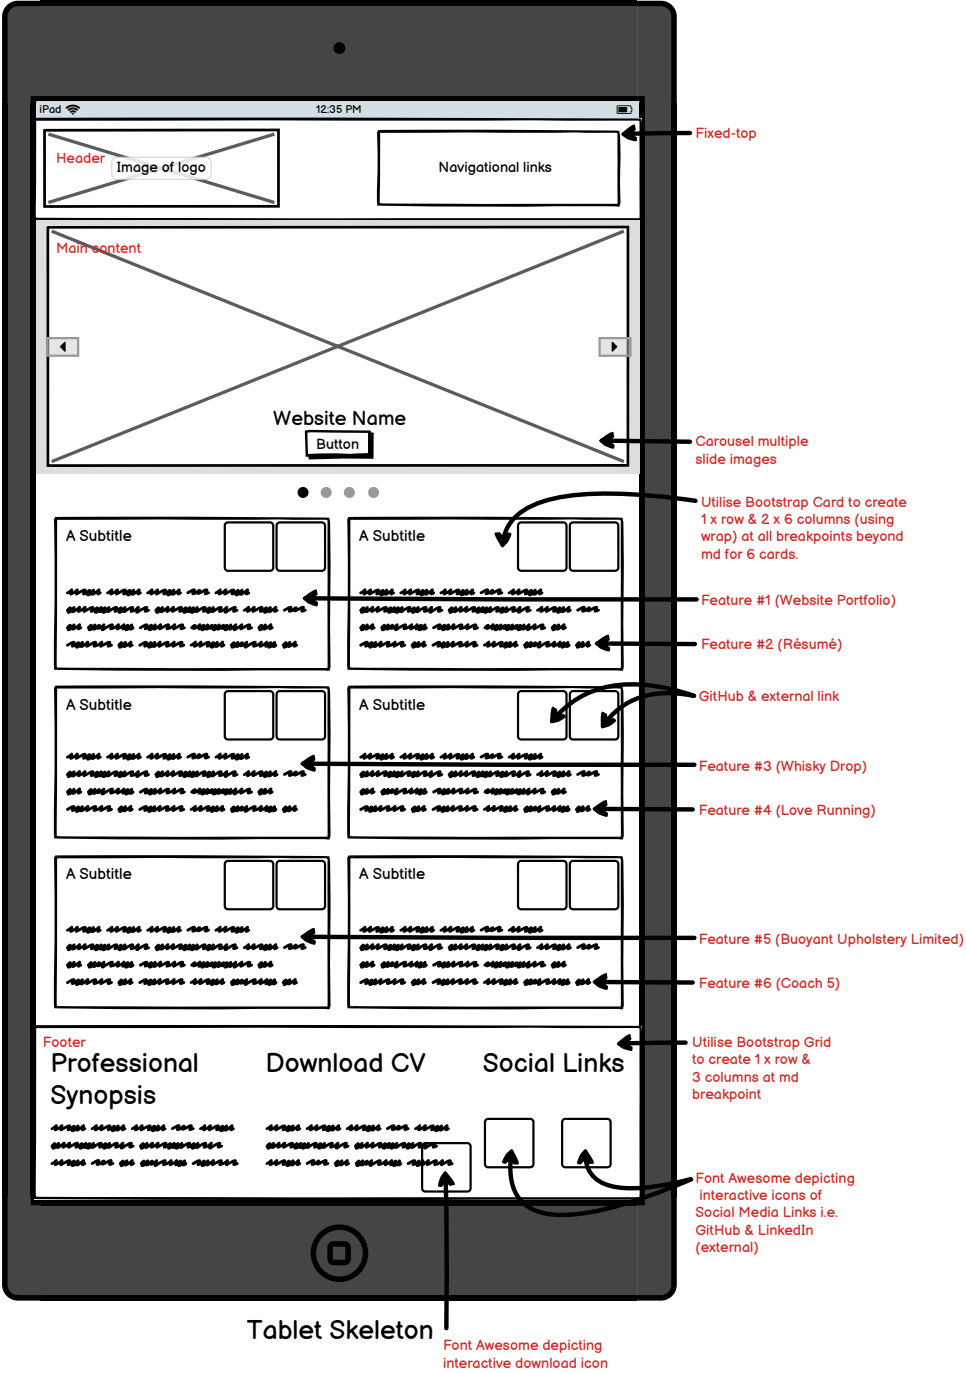 iPad
12:35 PM
Fixed-top
Header
Image of logo
Navigational links
Main content
Website Name
Button
Carousel multiple
slide images
Utilise Bootstrap Card to create
1 x row & 2 x 6 columns (using
wrap) at all breakpoints beyond
md for 6 cards.
A Subtitle
A Subtitle
Feature #1 (Website Portfolio)
Feature #2 (Résumé)
GitHub & external link
A Subtitle
A Subtitle
Feature #3 (Whisky Drop)
Feature #4 (Love Running)
A Subtitle
A Subtitle
Feature #5 (Buoyant Upholstery Limited)
Feature #6 (Coach 5)
Footer
Professional
Synopsis
Download CV
Social Links
Utilise Bootstrap Grid
to create 1 x row &
3 columns at md
breakpoint
Font Awesome depicting
interactive icons of
Social Media Links i.e.
GitHub & LinkedIn
(external)
Tablet Skeleton
Font Awesome depicting
interactive download icon